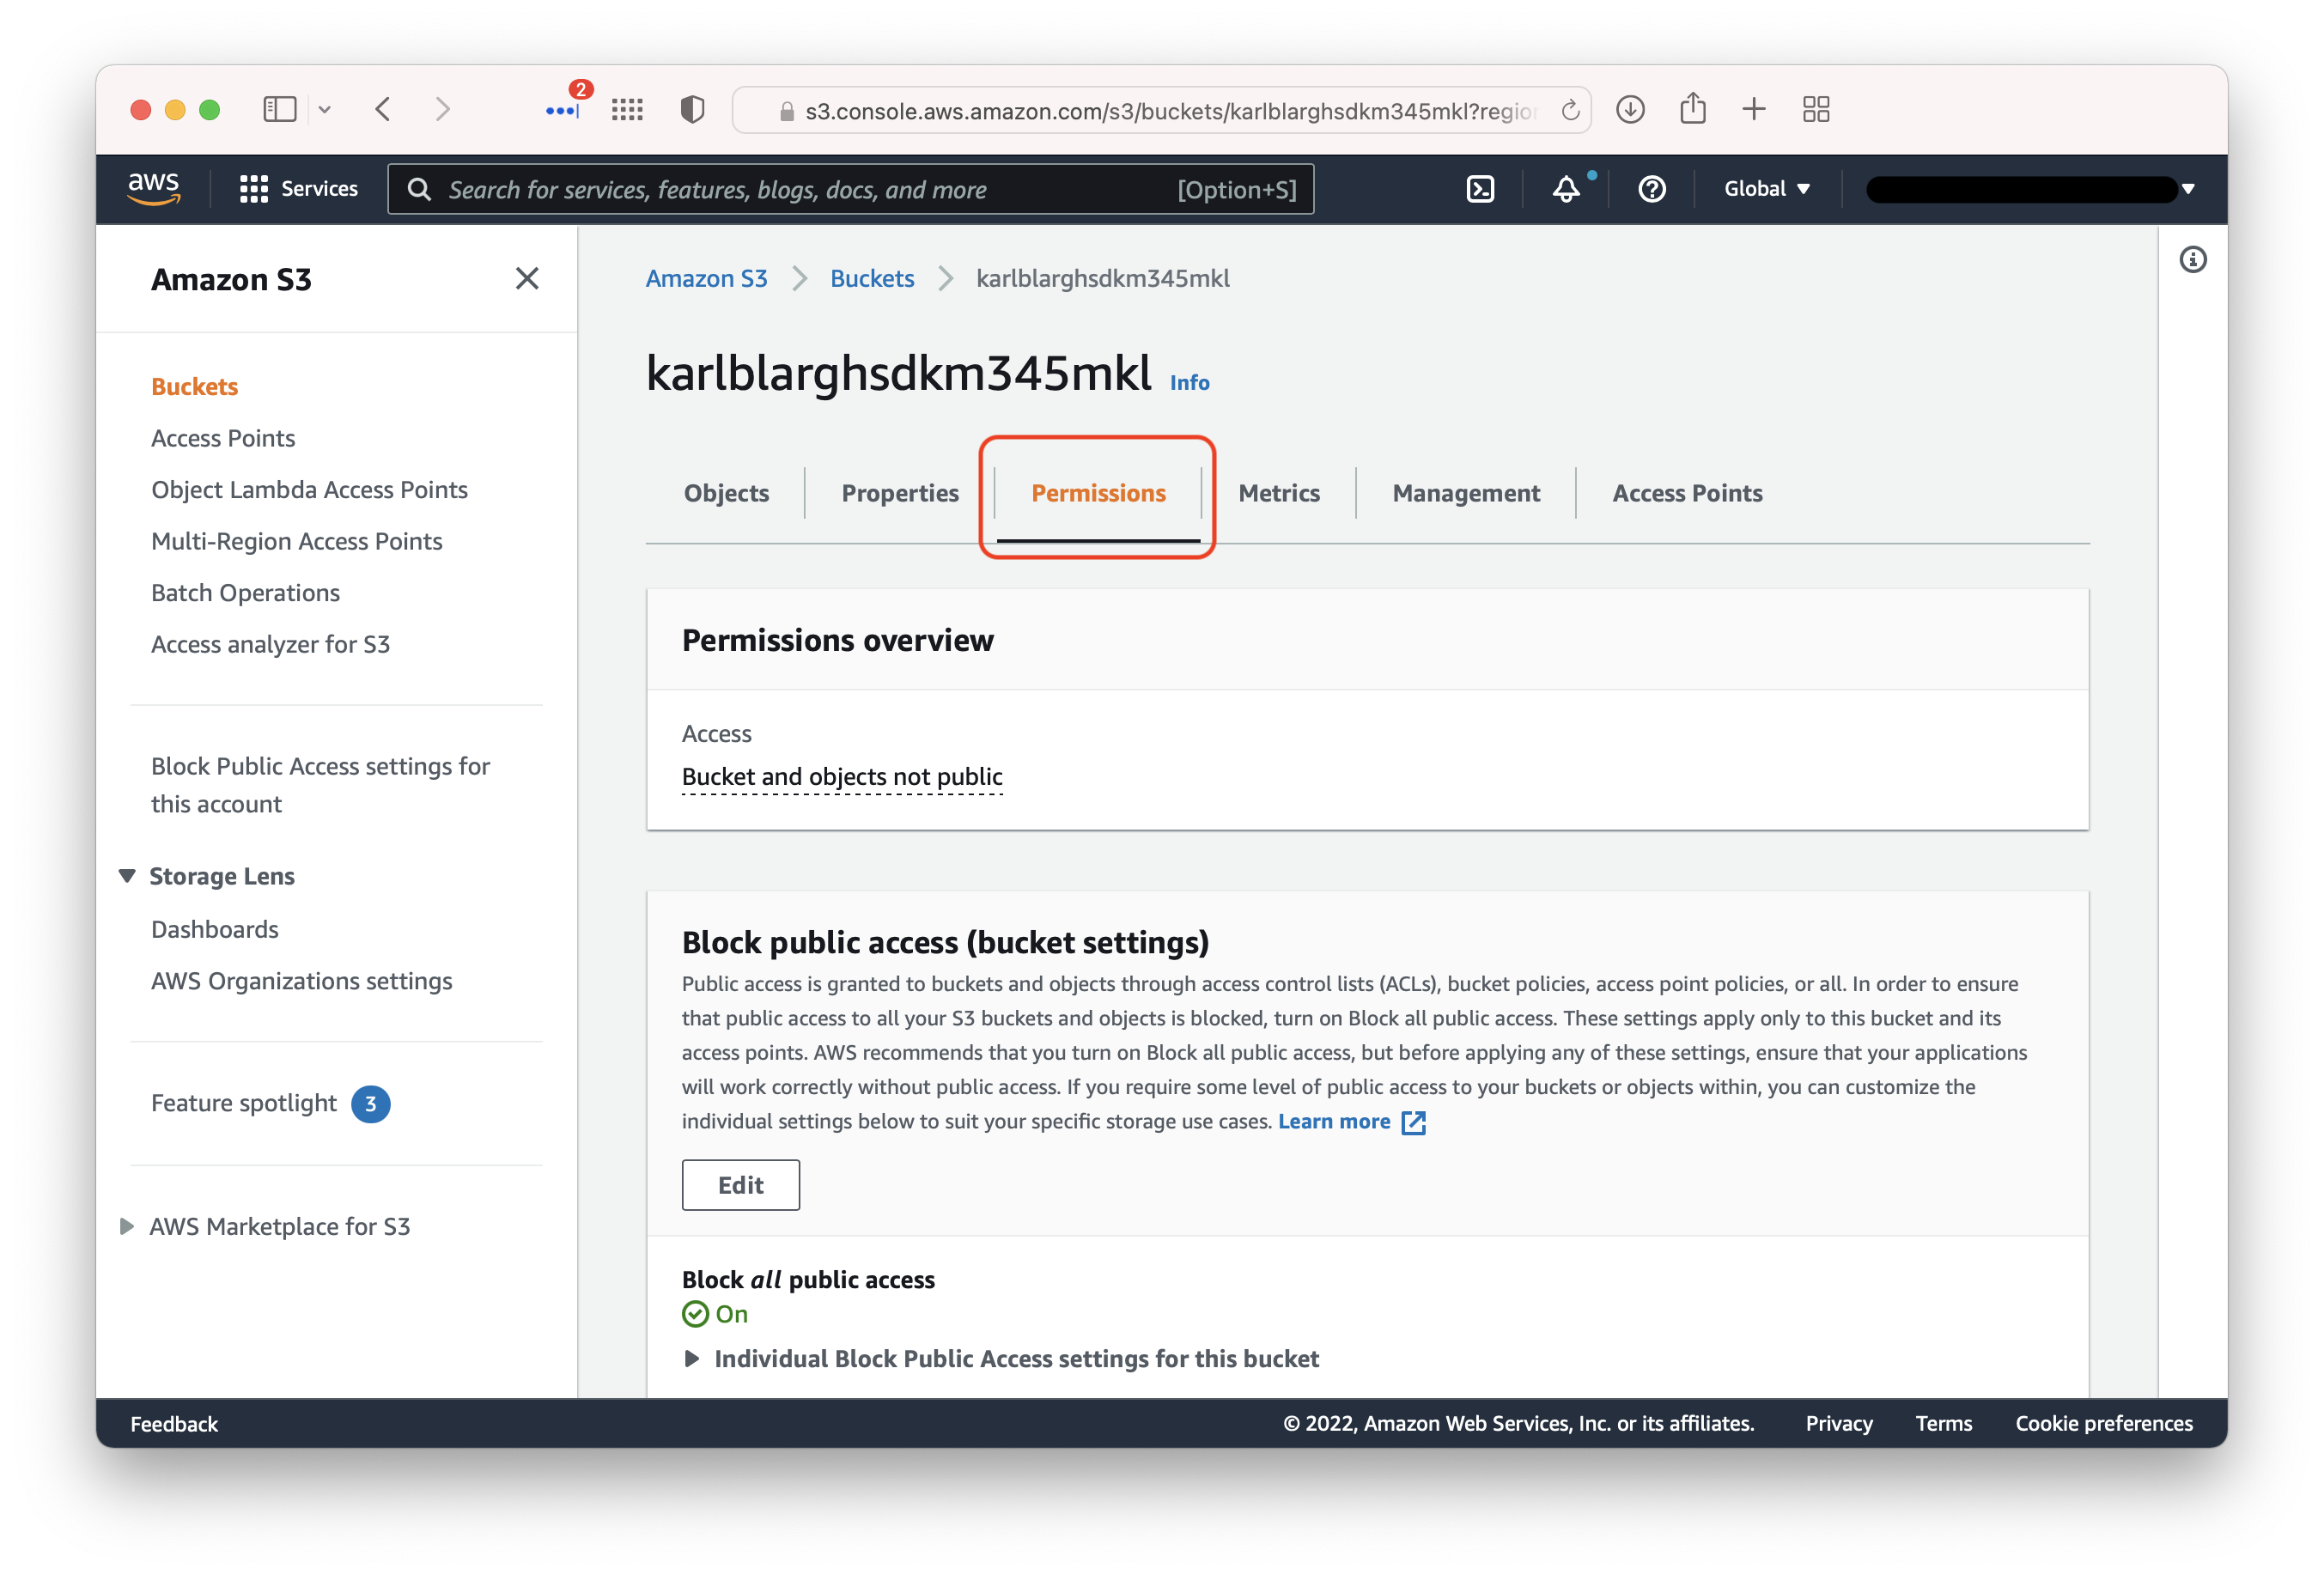 2
s3.console.aws.amazon.com/s3/buckets/karlblarghsdkm345mkl?region
aws
Services
Search for services, features, blogs, docs, and more
[Option+S]
Global
Amazon S3
Buckets
Access Points
Object Lambda Access Points
Multi-Region Access Points
Batch Operations
Access analyzer for S3
Block Public Access settings for
this account
Storage Lens
Dashboards
AWS Organizations settings
Feature spotlight 3
AWS Marketplace for S3
Amazon S3 > Buckets > karlblarghsdkm345mkl
karlblarghsdkm345mkl Info
Objects Properties Permissions Metrics Management Access Points
Permissions overview
Access
Bucket and objects not public
Block public access (bucket settings)
Public access is granted to buckets and objects through access control lists (ACLs), bucket policies, access point policies, or all. In order to ensure
that public access to all your S3 buckets and objects is blocked, turn on Block all public access. These settings apply only to this bucket and its
access points. AWS recommends that you turn on Block all public access, but before applying any of these settings, ensure that your applications
will work correctly without public access. If you require some level of public access to your buckets or objects within, you can customize the
individual settings below to suit your specific storage use cases. Learn more
Edit
Block all public access
On
Individual Block Public Access settings for this bucket
Feedback
© 2022, Amazon Web Services, Inc. or its affiliates. Privacy Terms Cookie preferences